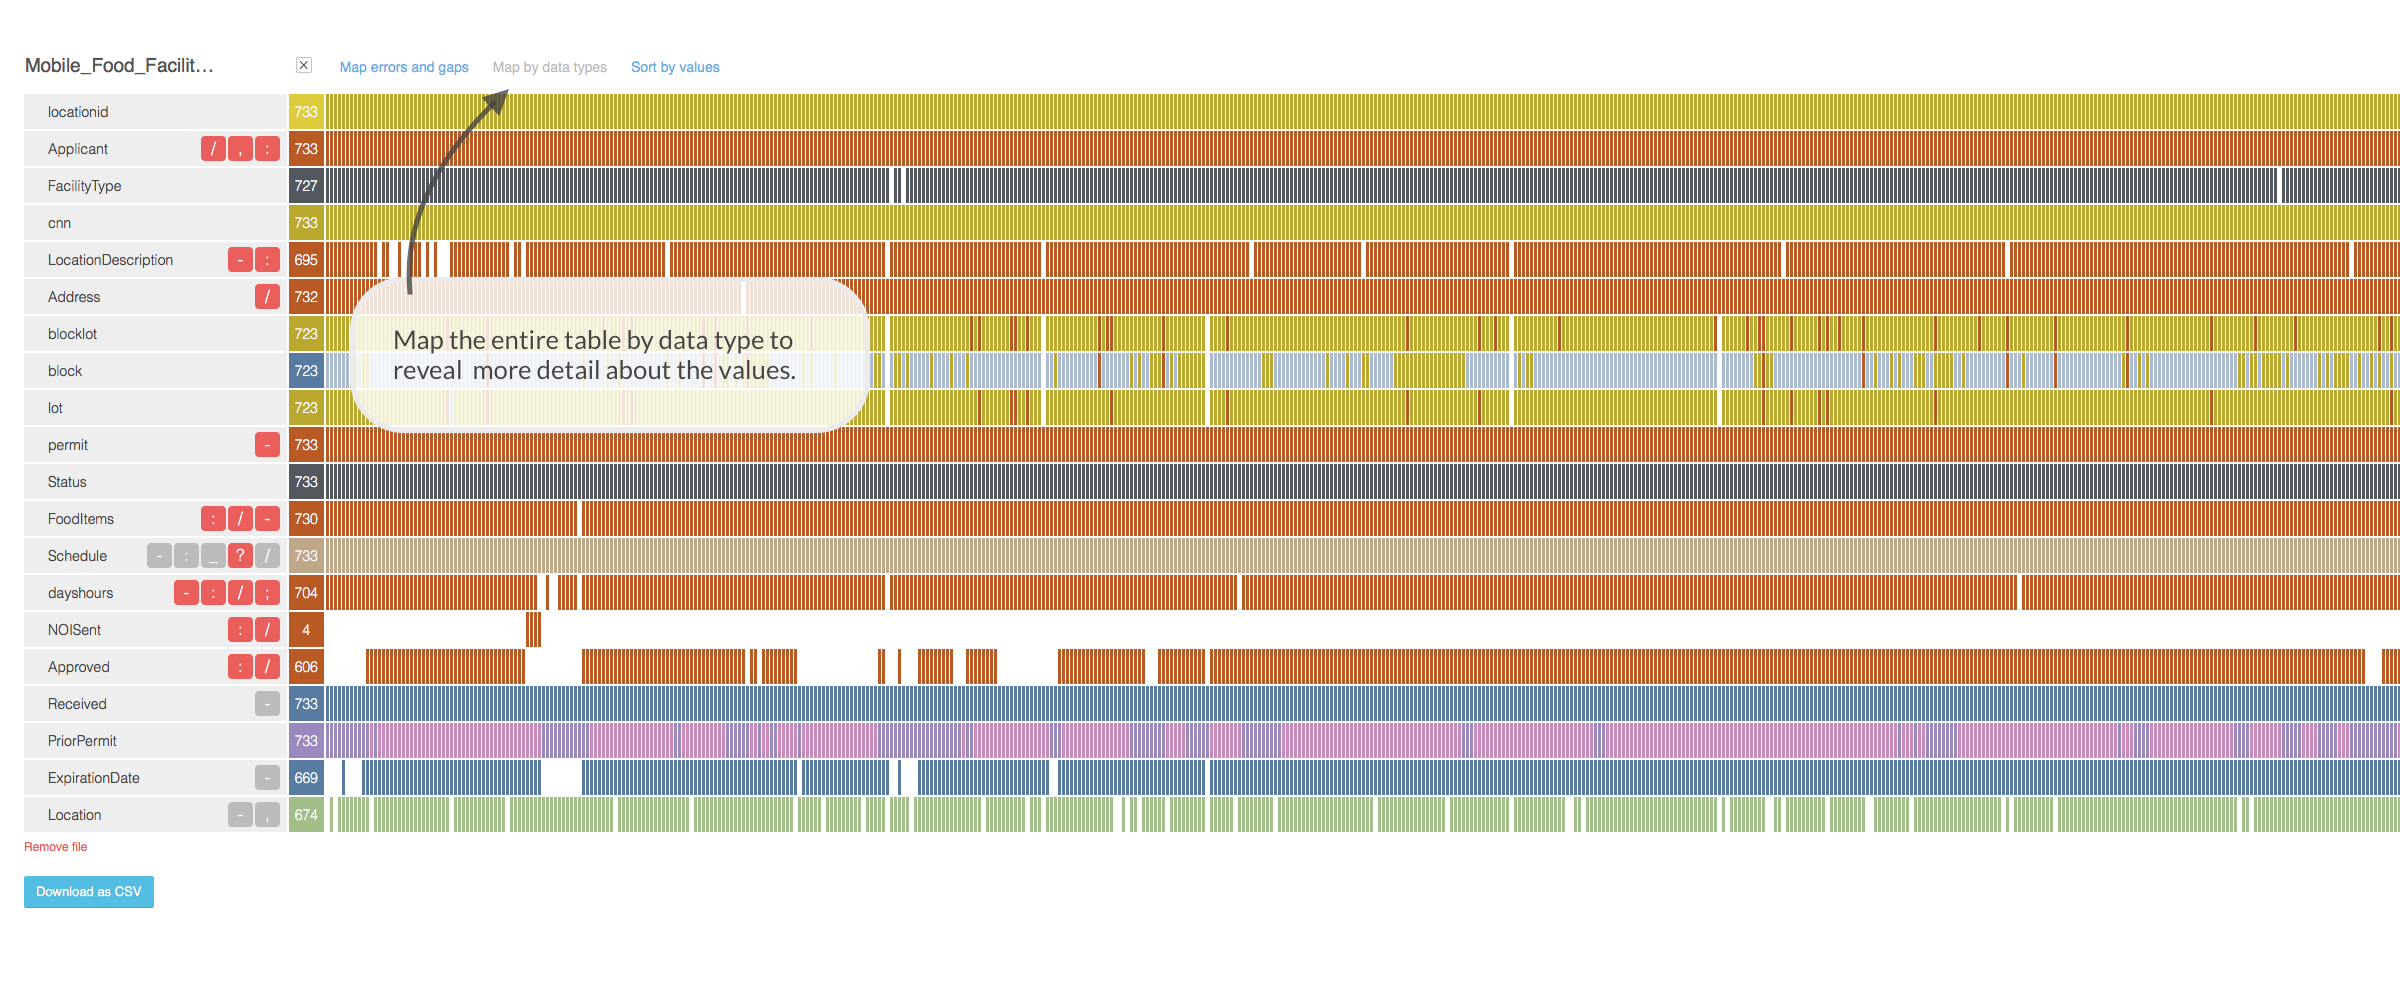 Mobile_Food_Facilit… Map errors and gaps Map by data types Sort by values
locationid 733
Applicant / , : 733
FacilityType 727
cnn 733
LocationDescription - : 695
Address / 732
blocklot 723
block 723
lot 723
Map the entire table by data type to
reveal more detail about the values.
permit - 733
Status 733
FoodItems : / - 730
Schedule - : _ ? / 733
dayshours - : / ; 704
NOISent : / 4
Approved : / 606
Received - 733
PriorPermit 733
ExpirationDate - 669
Location - , 674
Remove file
Download as CSV